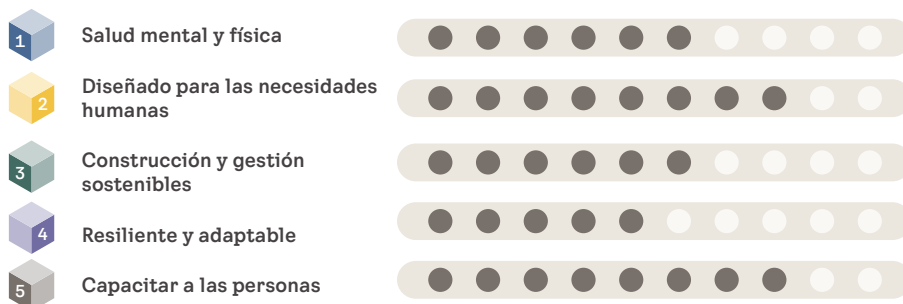 1
Salud mental y física
2
Diseñado para las necesidades
humanas
3
Construcción y gestión
sostenibles
4
Resiliente y adaptable
5
Capacitar a las personas